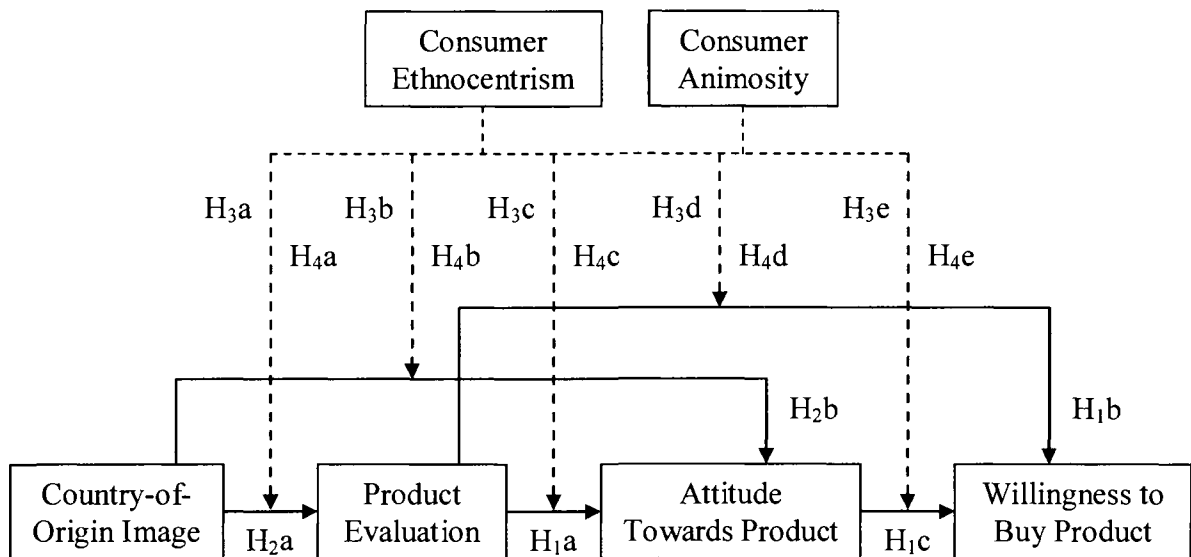 Consumer
Ethnocentrism
Consumer
Animosity
H₃a
H₃b
H₃c
H₃d
H₃e
H₄a
H₄b
H₄c
H₄d
H₄e
H₂b
H₁b
Country-of-
Origin Image
Product
Evaluation
Attitude
Towards Product
Willingness to
Buy Product
H₂a
H₁a
H₁c